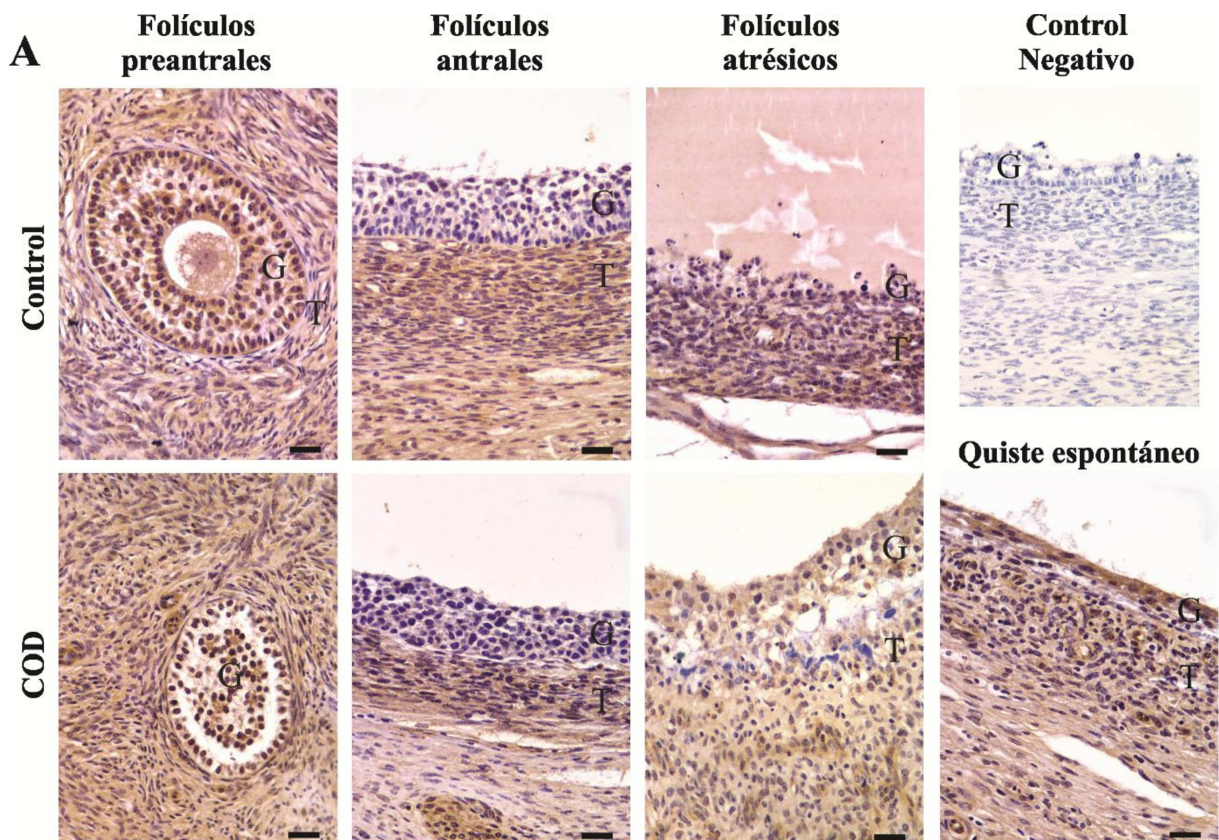 A
Folículos
preantrales
Folículos
antrales
Folículos
atrésicos
Control
Negativo
Control
G
T
G
T
G
T
G
T
Quiste espontáneo
COD
G
G
T
G
T
G
T